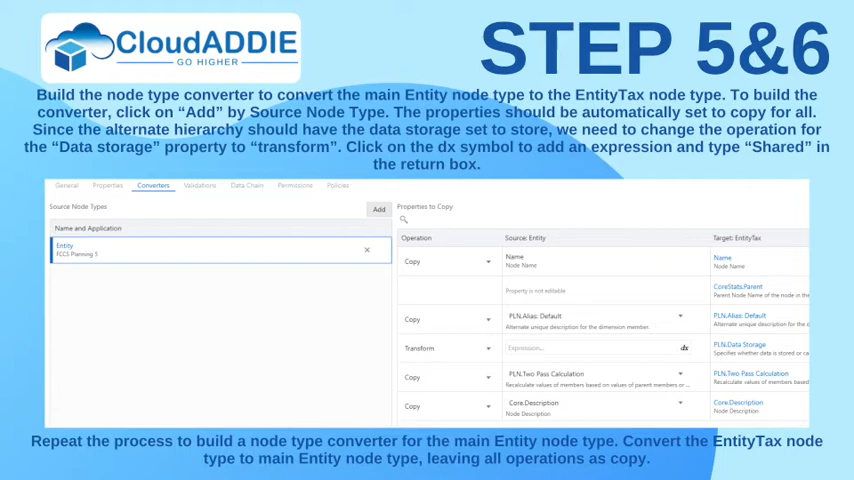 CloudADDIE
GO HIGHER
STEP 5&6
Build the node type converter to convert the main Entity node type to the EntityTax node type. To build the
converter, click on “Add” by Source Node Type. The properties should be automatically set to copy for all.
Since the alternate hierarchy should have the data storage set to store, we need to change the operation for
the “Data storage” property to “transform”. Click on the dx symbol to add an expression and type “Shared” in
the return box.
General Properties Converters Validations Data Chain Permissions Policies
Source Node Types
Add
Name and Application
Entity
FCCS Planning 5
Properties to Copy
Operation Source: Entity Target: EntityTax
Copy Name Name
Node Name Node Name
Property is not editable CoreStats.Parent
Parent Node Name of the node in the
Copy PLN.Alias: Default PLN.Alias: Default
Alternate unique description for the dimension member. Alternate unique description for the d
Transform Expression... dx PLN.Data Storage
Specifies whether data is stored or ca
Copy PLN.Two Pass Calculation PLN.Two Pass Calculation
Recalculate values of members based on values of parent members or ... Recalculate values of members based
Copy Core.Description Core.Description
Node Description Node Description
Repeat the process to build a node type converter for the main Entity node type. Convert the EntityTax node
type to main Entity node type, leaving all operations as copy.